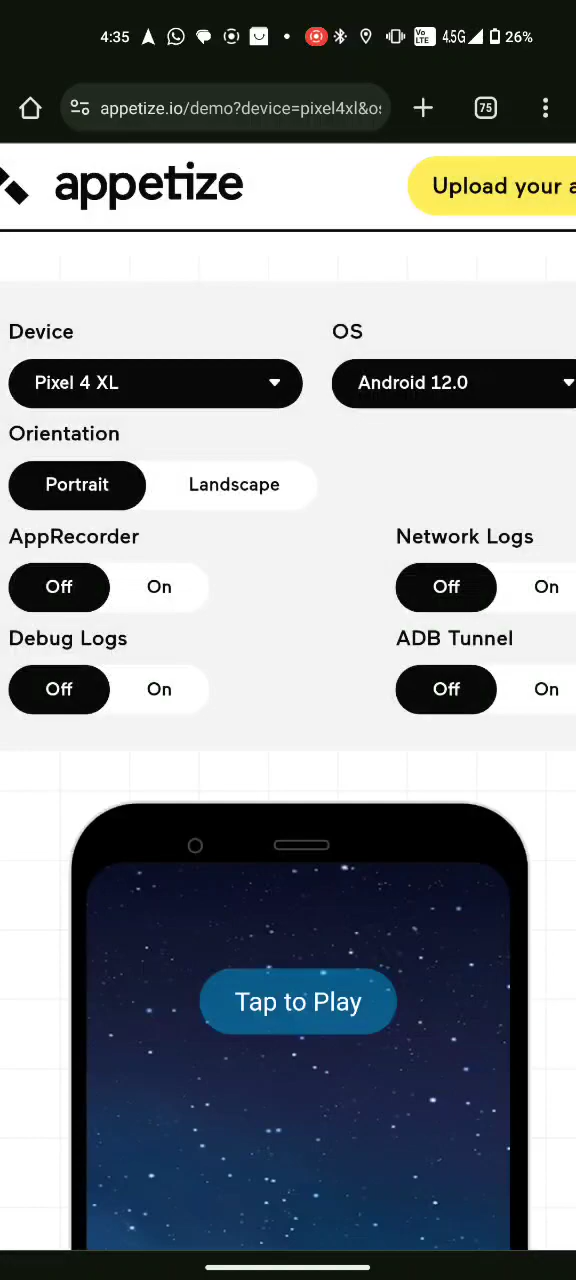 4:35 Vo LTE 4.5G 26%
appetize.io/demo?device=pixel4xl&os 75
appetize Upload your a
Device OS
Pixel 4 XL Android 12.0
Orientation
Portrait Landscape
AppRecorder Network Logs
Off On Off On
Debug Logs ADB Tunnel
Off On Off On
Tap to Play